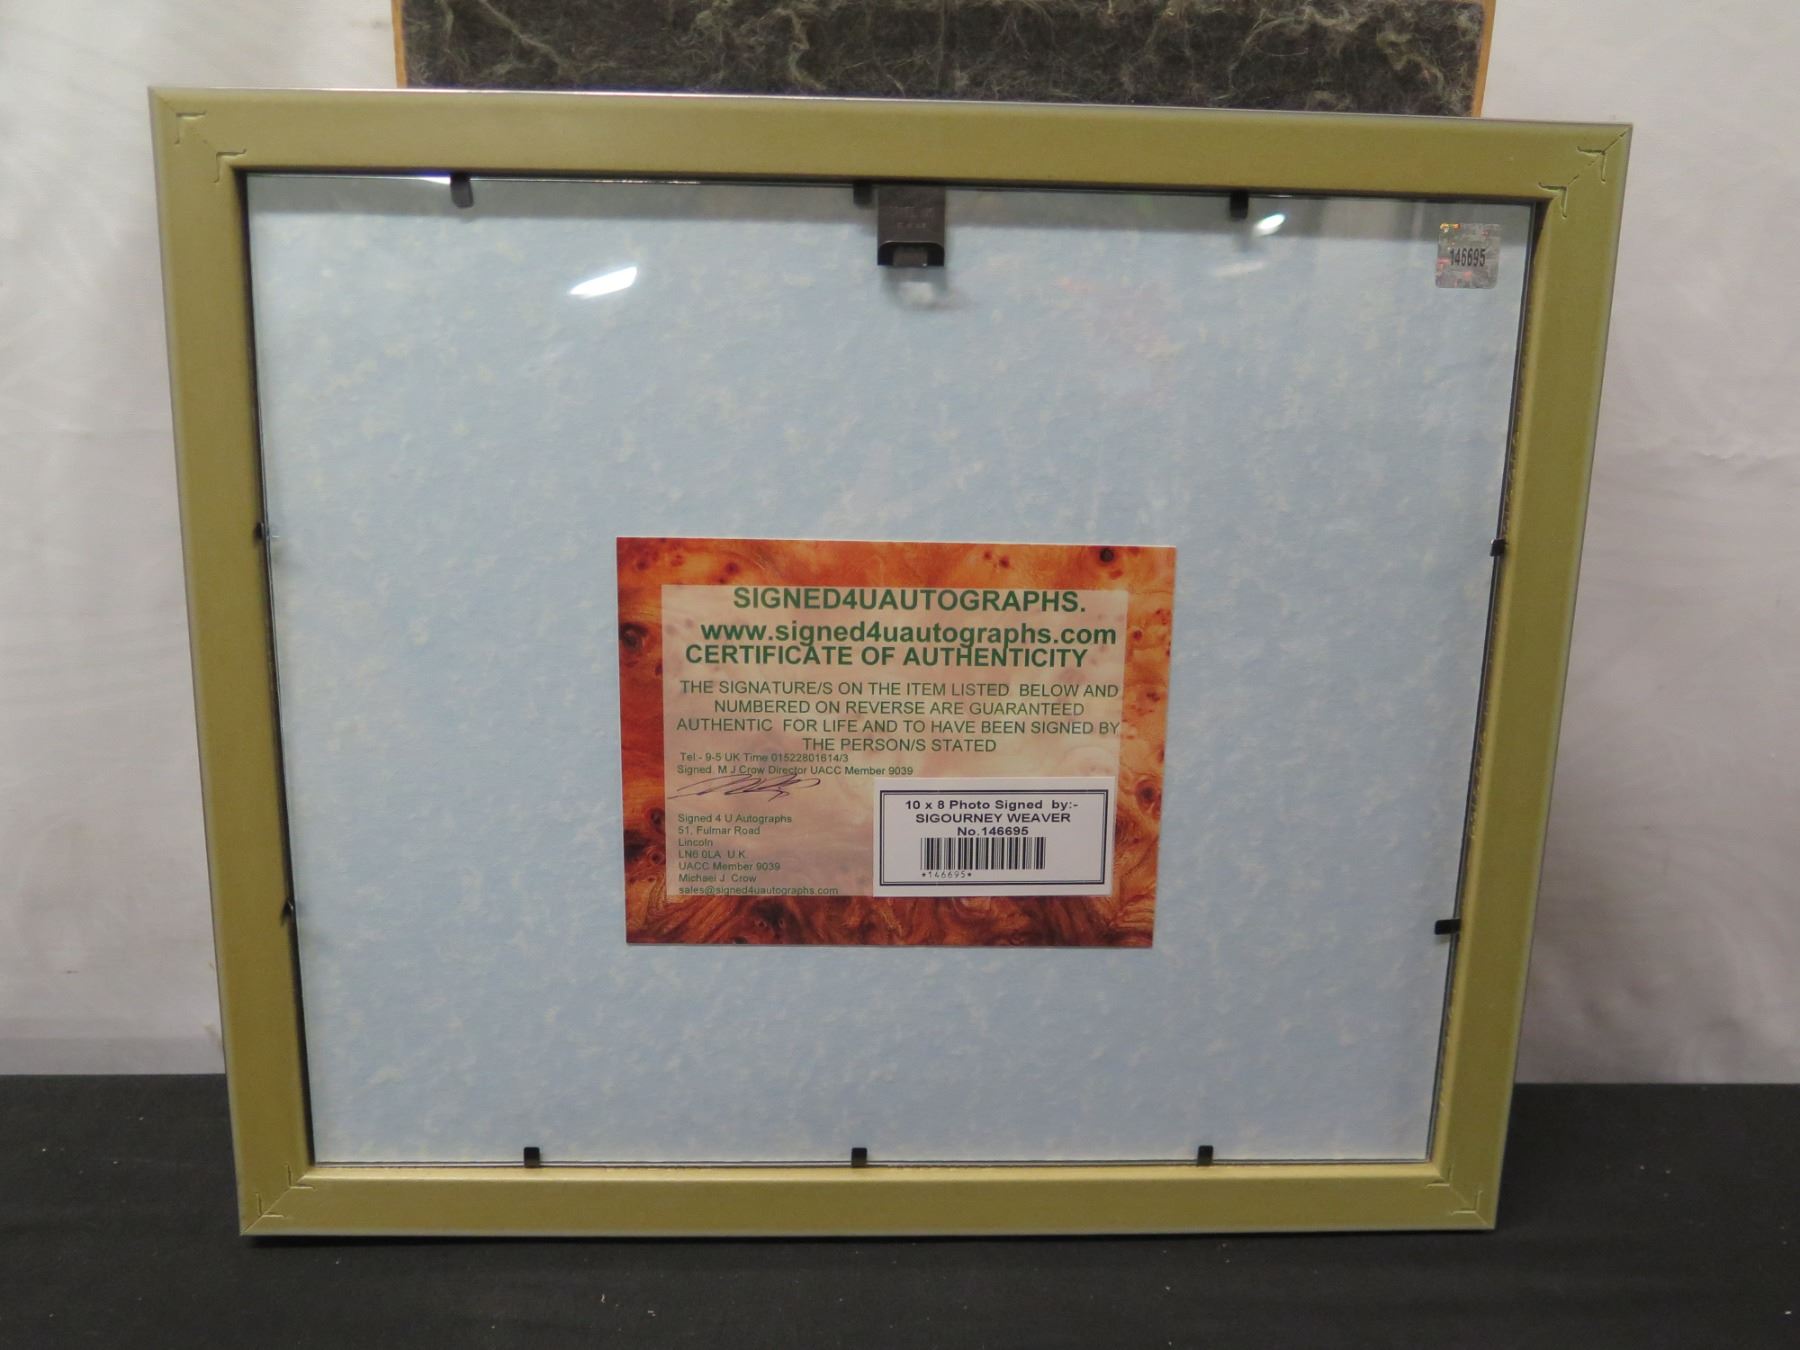 146695
SIGNED4UAUTOGRAPHS.
www.signed4uautographs.com
CERTIFICATE OF AUTHENTICITY
THE SIGNATURE/S ON THE ITEM LISTED BELOW AND
NUMBERED ON REVERSE ARE GUARANTEED
AUTHENTIC FOR LIFE AND TO HAVE BEEN SIGNED BY
THE PERSON/S STATED
Tel:- 9-5 UK Time 01522801614/3
Signed. M J Crow Director UACC Member 9039
Signed 4 U Autographs
51, Fulmar Road
Lincoln
LN6 0LA U.K.
UACC Member 9039
Michael J. Crow
sales@signed4uautographs.com
10 x 8 Photo Signed by:-
SIGOURNEY WEAVER
No.146695
*146695*